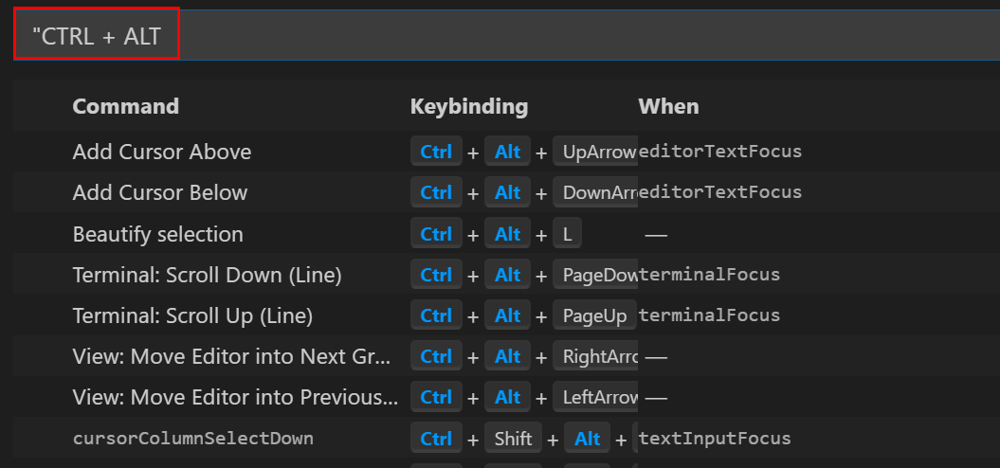 "CTRL + ALT
Command Keybinding When
Add Cursor Above Ctrl + Alt + UpArrow editorTextFocus
Add Cursor Below Ctrl + Alt + DownArr editorTextFocus
Beautify selection Ctrl + Alt + L —
Terminal: Scroll Down (Line) Ctrl + Alt + PageDow terminalFocus
Terminal: Scroll Up (Line) Ctrl + Alt + PageUp terminalFocus
View: Move Editor into Next Gr... Ctrl + Alt + RightArro —
View: Move Editor into Previous... Ctrl + Alt + LeftArrow —
cursorColumnSelectDown Ctrl + Shift + Alt + textInputFocus